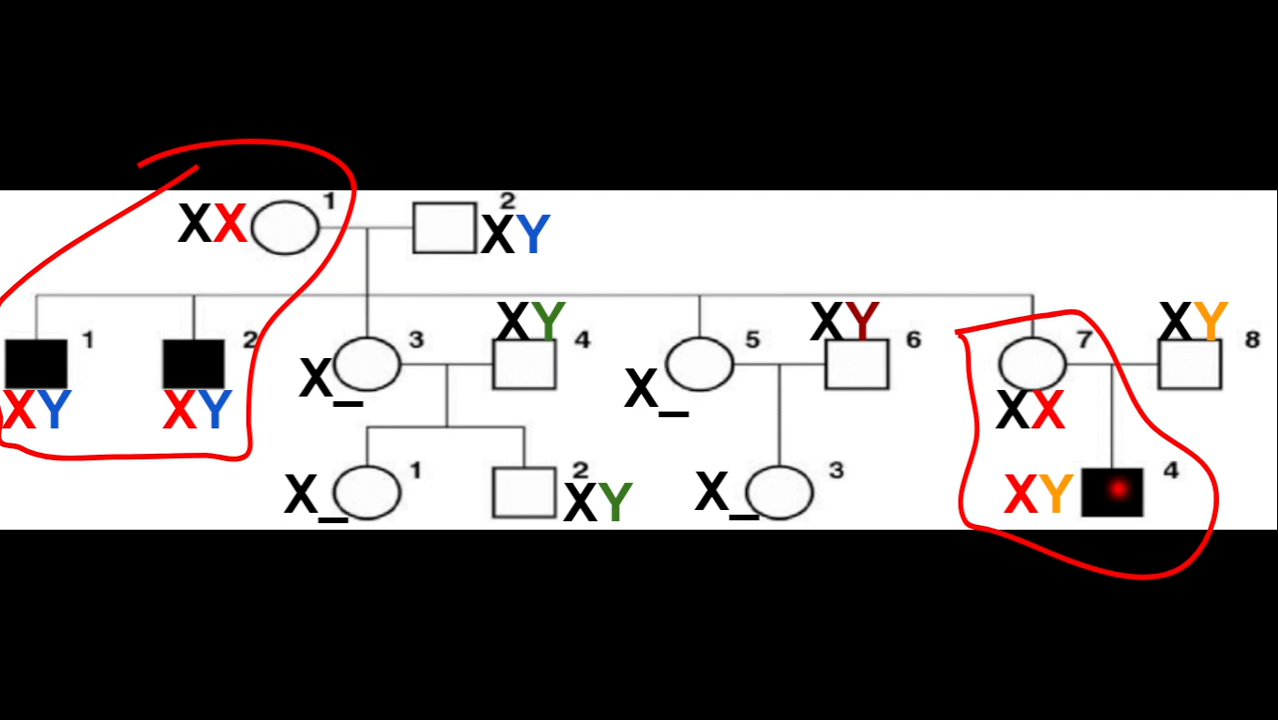 1 2
XX XY
XY XY XY
1 2 3 4 5 6 7 8
X_ X_
XY XY XX
1 2 3 4
X_ XY X_ XY